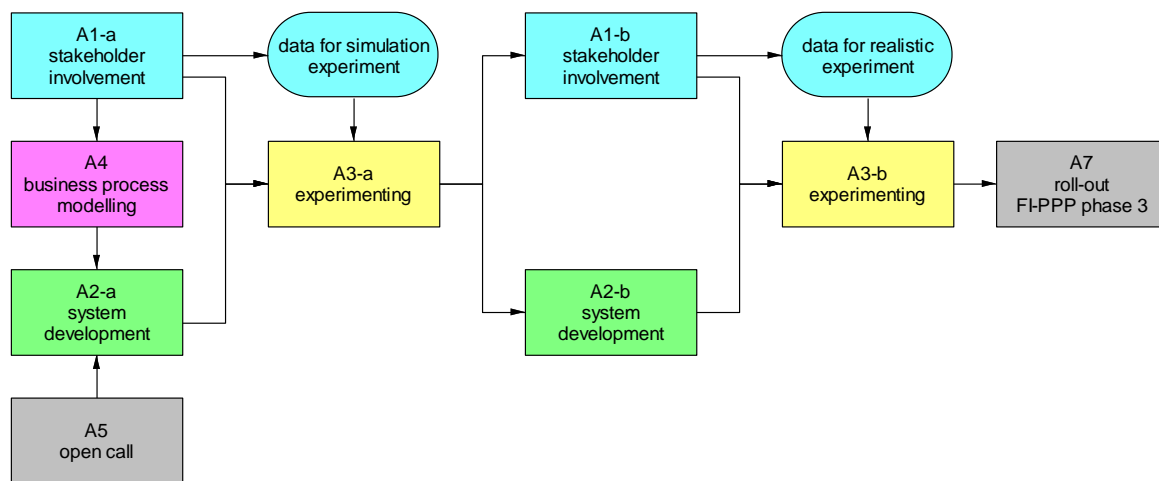 A1-a
stakeholder
involvement
data for simulation
experiment
A1-b
stakeholder
involvement
data for realistic
experiment
A4
business process
modelling
A3-a
experimenting
A3-b
experimenting
A7
roll-out
FI-PPP phase 3
A2-a
system
development
A2-b
system
development
A5
open call